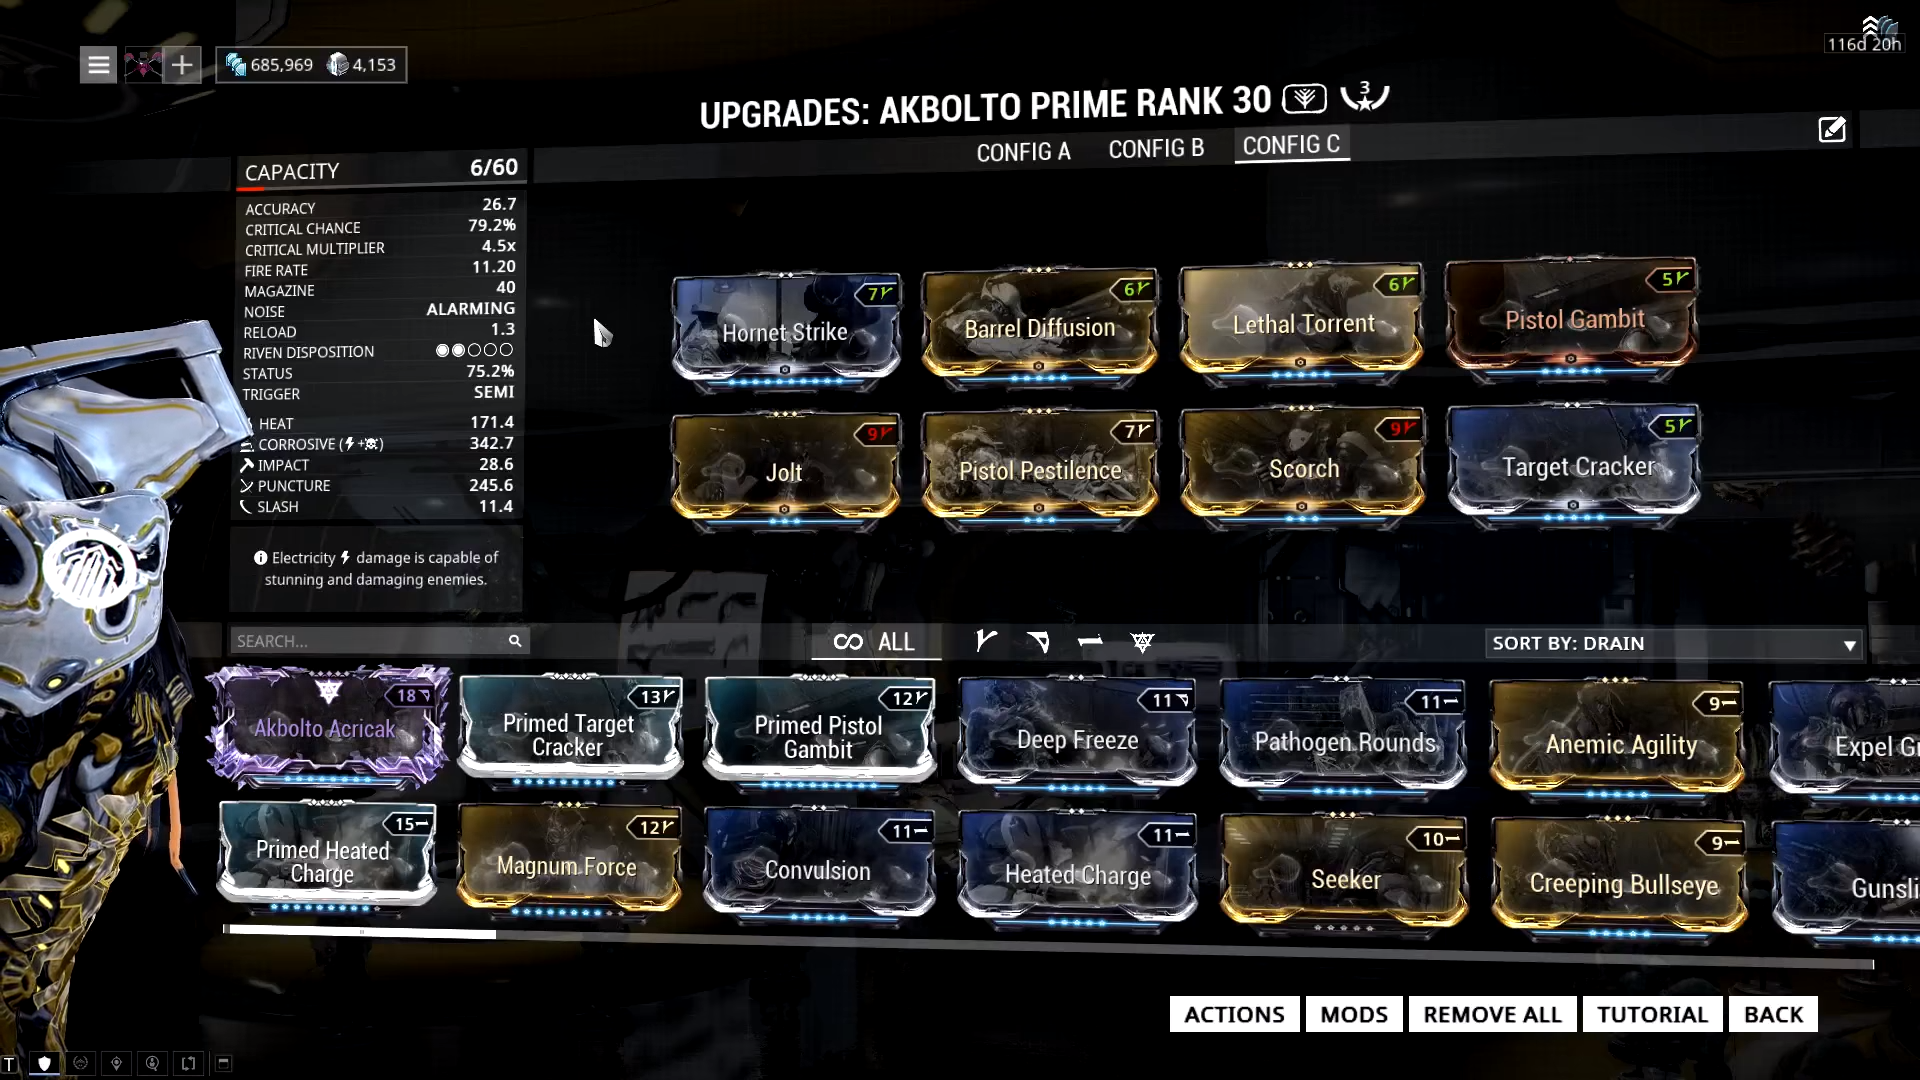 685,969 4,153
116d 20h
UPGRADES: AKBOLTO PRIME RANK 30 3
CONFIG A CONFIG B CONFIG C
CAPACITY 6/60
ACCURACY 26.7
CRITICAL CHANCE 79.2%
CRITICAL MULTIPLIER 4.5x
FIRE RATE 11.20
MAGAZINE 40
NOISE ALARMING
RELOAD 1.3
RIVEN DISPOSITION
STATUS 75.2%
TRIGGER SEMI
HEAT 171.4
CORROSIVE ( + ) 342.7
IMPACT 28.6
PUNCTURE 245.6
SLASH 11.4
Electricity damage is capable of
stunning and damaging enemies.
7 6 6 5
Hornet Strike Barrel Diffusion Lethal Torrent Pistol Gambit
9 7 9 5
Jolt Pistol Pestilence Scorch Target Cracker
SEARCH... ALL SORT BY: DRAIN
18 13 12 11 11 9
Akbolto Acricak Primed Target Cracker Primed Pistol Gambit Deep Freeze Pathogen Rounds Anemic Agility Expel G
15 12 11 11 10 9
Primed Heated Charge Magnum Force Convulsion Heated Charge Seeker Creeping Bullseye Gunsli
ACTIONS MODS REMOVE ALL TUTORIAL BACK
T